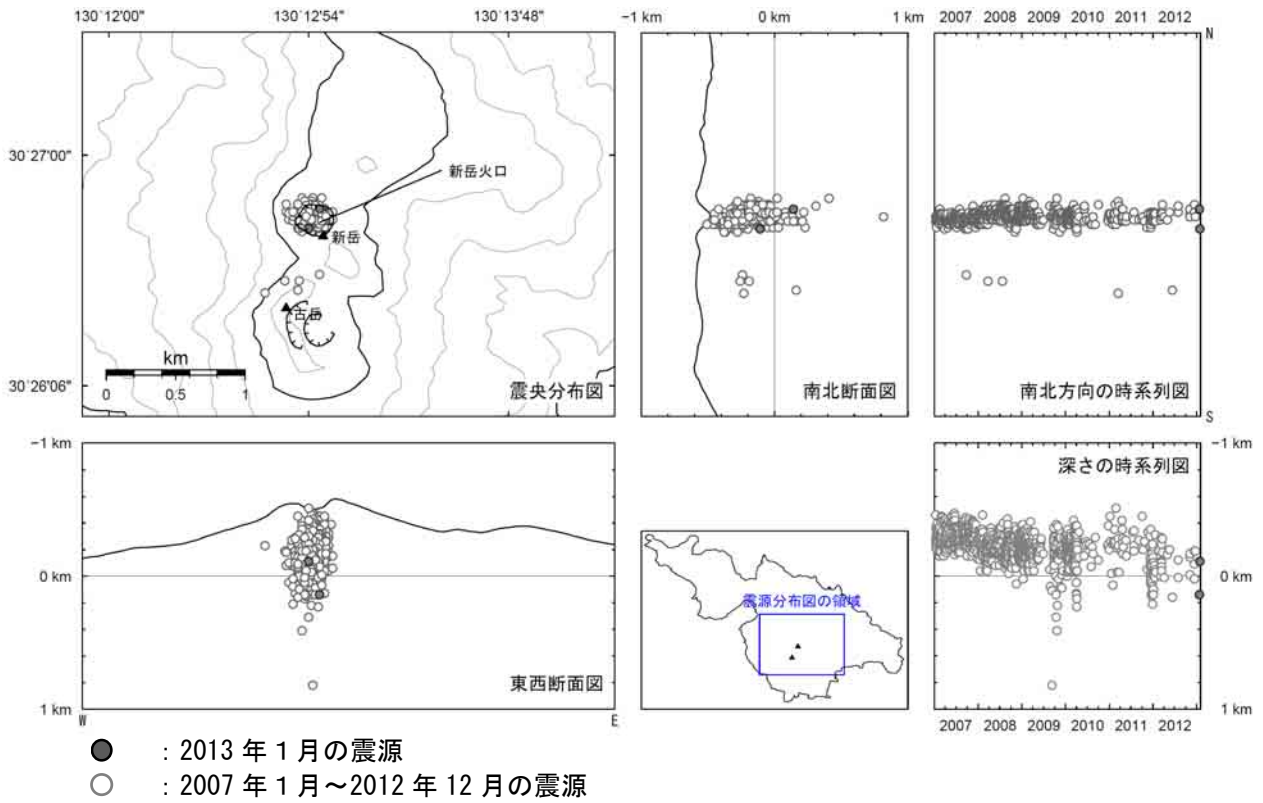 130°12'00" 130°12'54" 130°13'48"
30°27'00"
30°26'06"
新岳火口
新岳
古岳
km
0 0.5 1
震央分布図
−1 km 0 km 1 km
南北断面図
2007 2008 2009 2010 2011 2012
N
S
南北方向の時系列図
−1 km
0 km
1 km
W E
東西断面図
震源分布図の領域
深さの時系列図
−1 km
0 km
1 km
2007 2008 2009 2010 2011 2012
：2013 年 1 月の震源
：2007 年 1 月～2012 年 12 月の震源